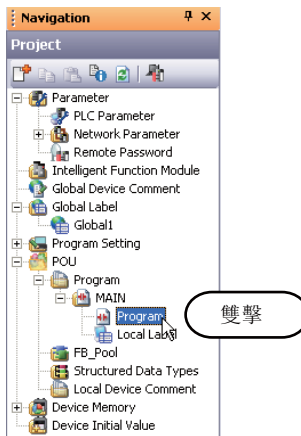 Navigation
Project
Parameter
PLC Parameter
Network Parameter
Remote Password
Intelligent Function Module
Global Device Comment
Global Label
Global1
Program Setting
POU
Program
MAIN
Program
雙擊
Local Label
FB_Pool
Structured Data Types
Local Device Comment
Device Memory
Device Initial Value